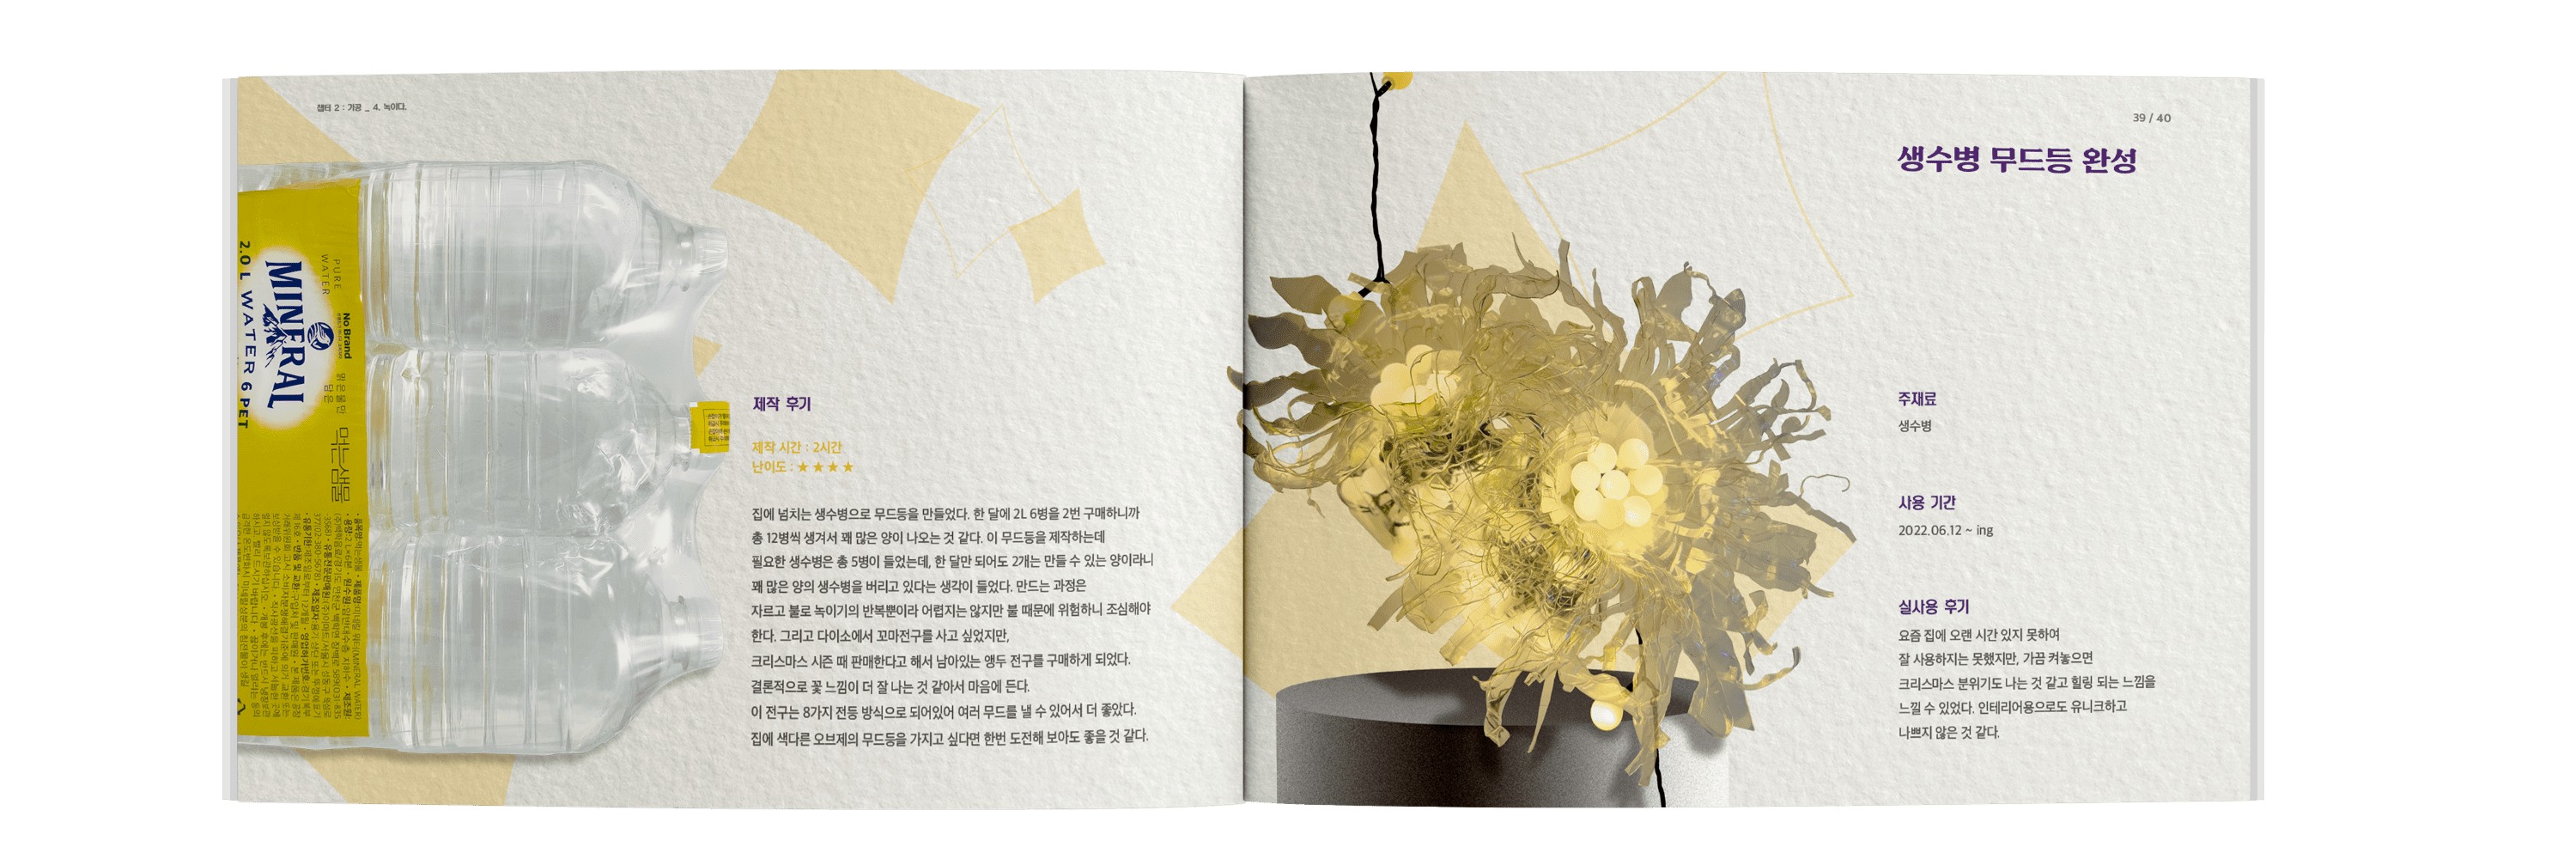 챕터 2 : 가공 _ 4. 녹이다.
2.0 L WATER 6 PET
MINERAL
PURE
WATER
No Brand
맑은 물만
담은
먹는샘물
제작 후기
제작 시간 : 2시간
난이도 : ★ ★ ★ ★
집에 넘치는 생수병으로 무드등을 만들었다. 한 달에 2L 6병을 2번 구매하니까
총 12병씩 생겨서 꽤 많은 양이 나오는 것 같다. 이 무드등을 제작하는데
필요한 생수병은 총 5병이 들었는데, 한 달만 되어도 2개는 만들 수 있는 양이라니
꽤 많은 양의 생수병을 버리고 있다는 생각이 들었다. 만드는 과정은
자르고 불로 녹이기의 반복뿐이라 어렵지는 않지만 불 때문에 위험하니 조심해야
한다. 그리고 다이소에서 꼬마전구를 사고 싶었지만,
크리스마스 시즌 때 판매한다고 해서 남아있는 앵두 전구를 구매하게 되었다.
결론적으로 꽃 느낌이 더 잘 나는 것 같아서 마음에 든다.
이 전구는 8가지 전등 방식으로 되어있어 여러 무드를 낼 수 있어서 더 좋았다.
집에 색다른 오브제의 무드등을 가지고 싶다면 한번 도전해 보아도 좋을 것 같다.
39 / 40
생수병 무드등 완성
주재료
생수병
사용 기간
2022.06.12 ~ ing
실사용 후기
요즘 집에 오랜 시간 있지 못하여
잘 사용하지는 못했지만, 가끔 켜놓으면
크리스마스 분위기도 나는 것 같고 힐링 되는 느낌을
느낄 수 있었다. 인테리어용으로도 유니크하고
나쁘지 않은 것 같다.